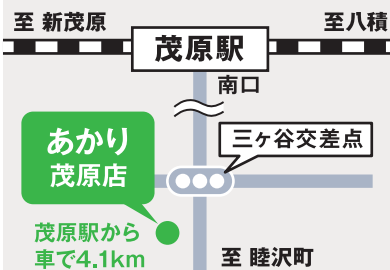 至 新茂原
至八積
茂原駅
南口
あかり
茂原店
三ヶ谷交差点
茂原駅から
車で4.1km
至 睦沢町